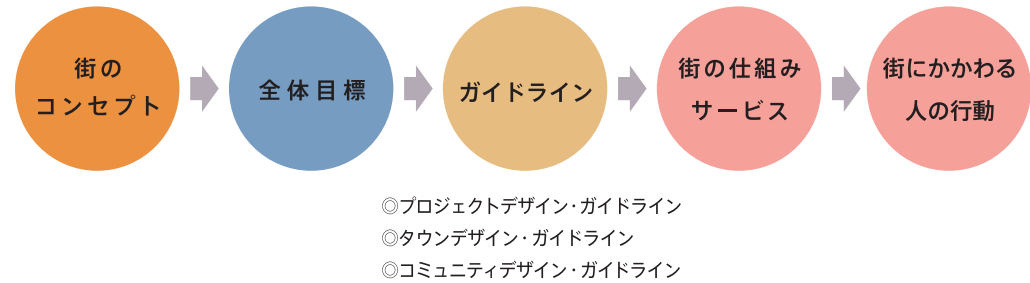 街の
コンセプト
全体目標
ガイドライン
街の仕組み
サービス
街にかかわる
人の行動
◎プロジェクトデザイン・ガイドライン
◎タウンデザイン・ガイドライン
◎コミュニティデザイン・ガイドライン